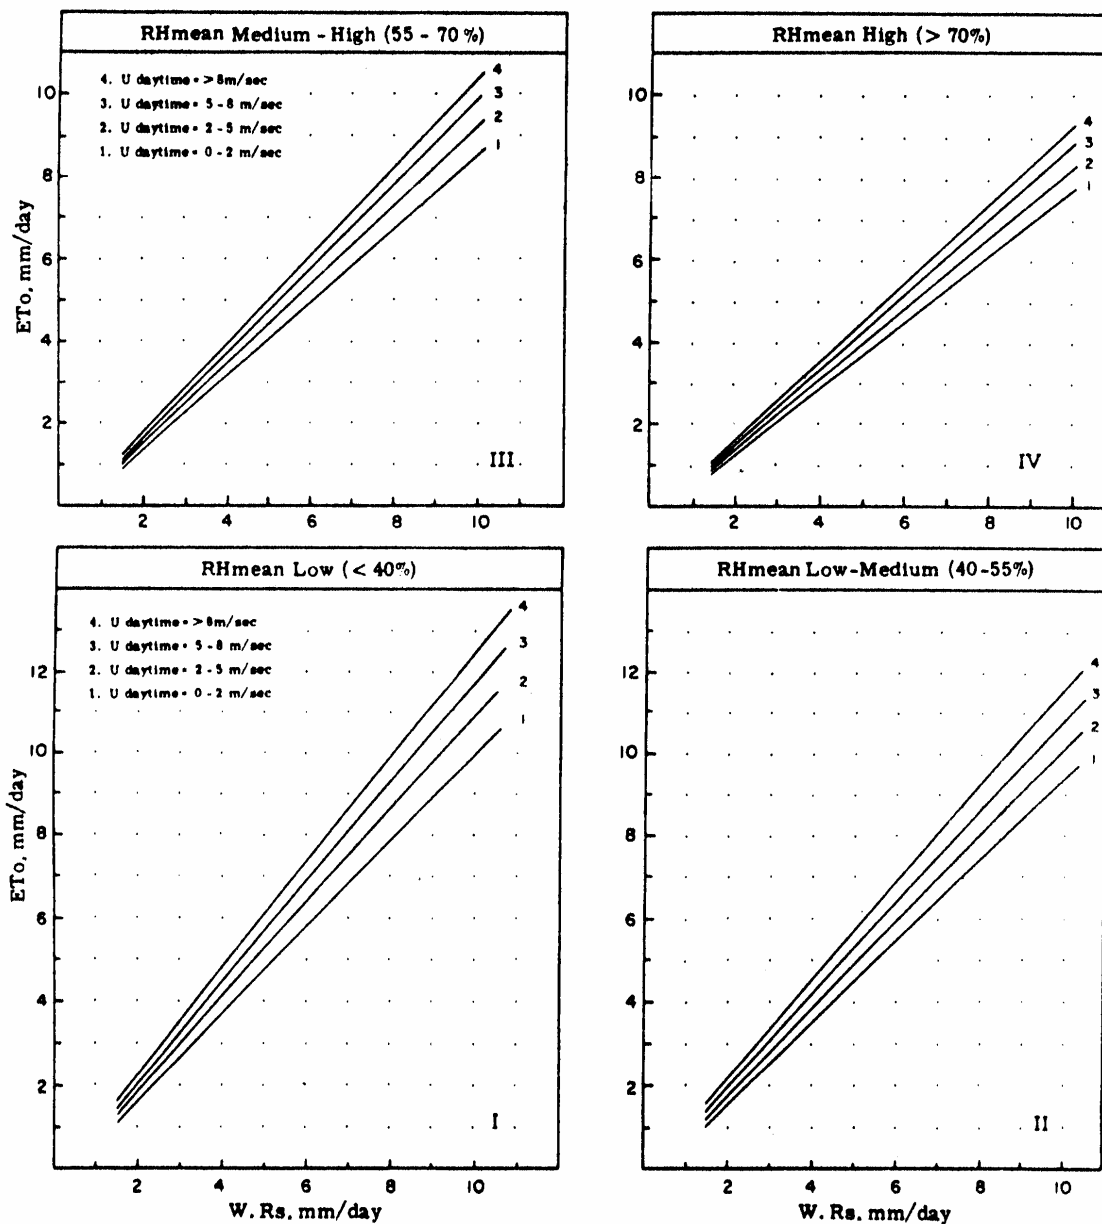 RHmean Medium - High (55 - 70 %)
4. U daytime = >8m/sec
3. U daytime = 5 - 8 m/sec
2. U daytime = 2 - 5 m/sec
1. U daytime = 0 - 2 m/sec
10
8
6
4
2
ETo, mm/day
4
3
2
1
III
2
4
6
8
10
RHmean High (> 70%)
10
8
6
4
2
4
3
2
1
IV
2
4
6
8
10
RHmean Low (< 40%)
4. U daytime = >8m/sec
3. U daytime = 5 - 8 m/sec
2. U daytime = 2 - 5 m/sec
1. U daytime = 0 - 2 m/sec
12
10
8
6
4
2
ETo, mm/day
4
3
2
1
I
2
4
6
8
10
W. Rs, mm/day
RHmean Low-Medium (40-55%)
12
10
8
6
4
2
4
3
2
1
II
2
4
6
8
10
W. Rs, mm/day